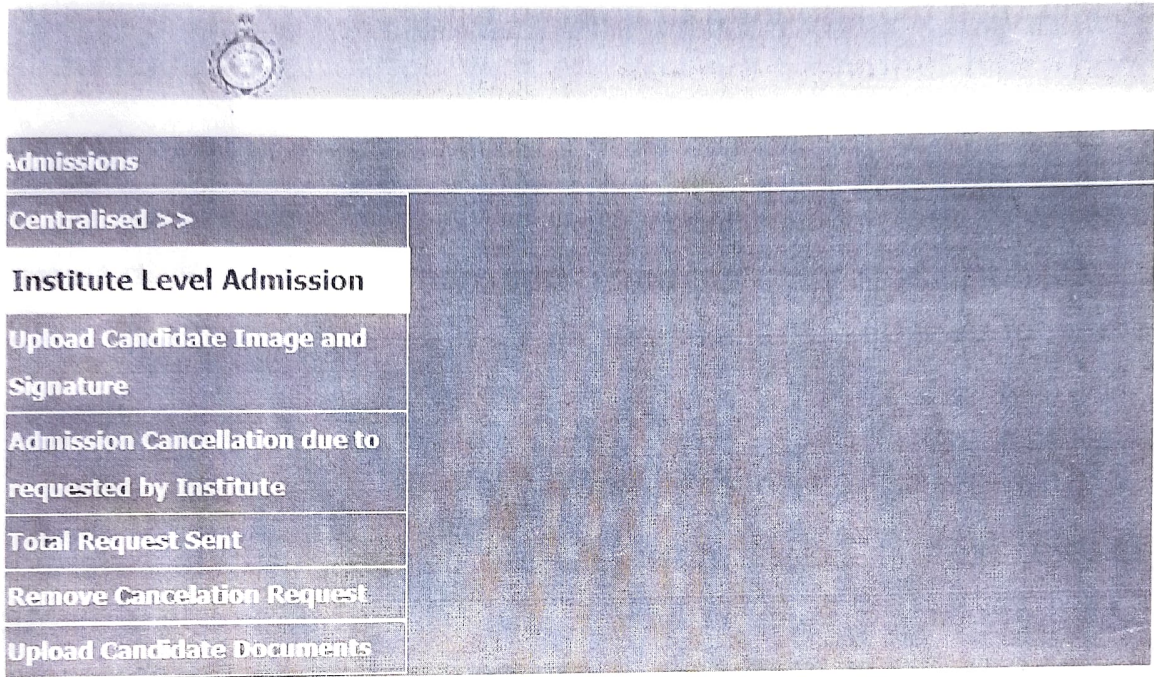 Admissions
Centralised >>
Institute Level Admission
Upload Candidate Image and
Signature
Admission Cancellation due to
requested by Institute
Total Request Sent
Remove Cancelation Request
Upload Candidate Documents